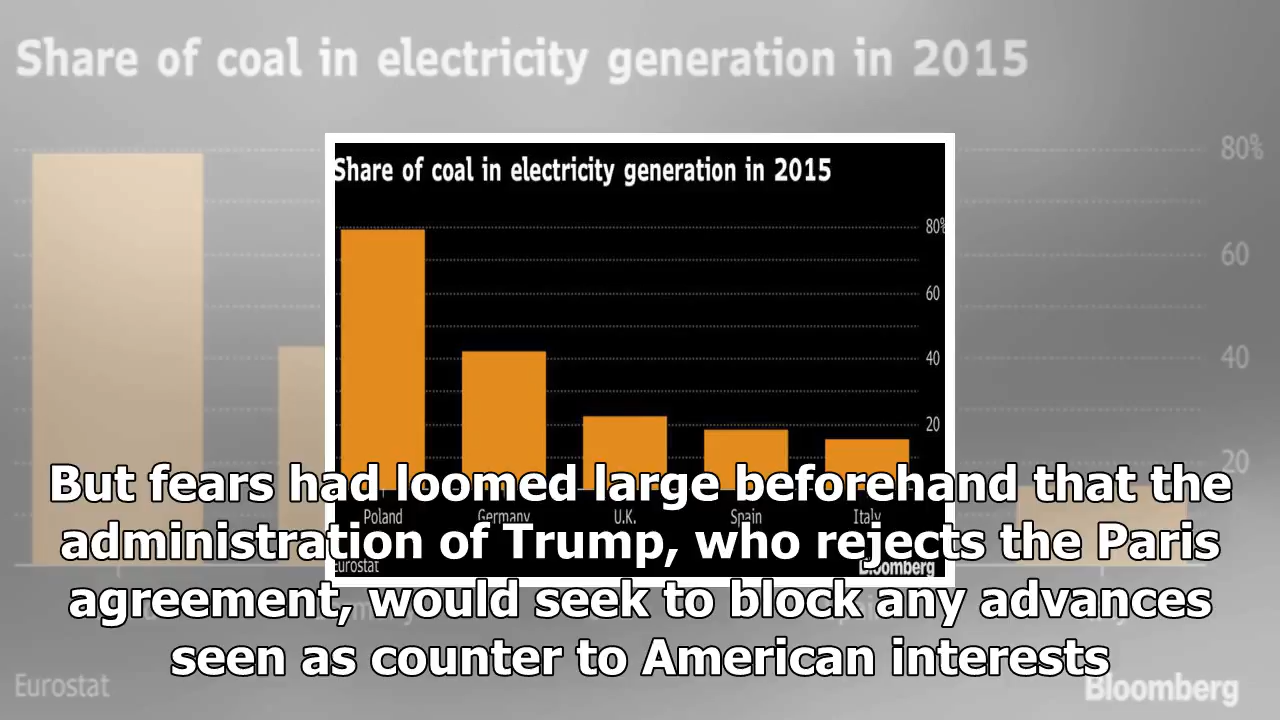 Share of coal in electricity generation in 2015
80%
60
40
20
Eurostat
Bloomberg
Share of coal in electricity generation in 2015
80%
60
40
20
Poland
Germany
U.K.
Spain
Italy
Eurostat
Bloomberg
But fears had loomed large beforehand that the
administration of Trump, who rejects the Paris
agreement, would seek to block any advances
seen as counter to American interests